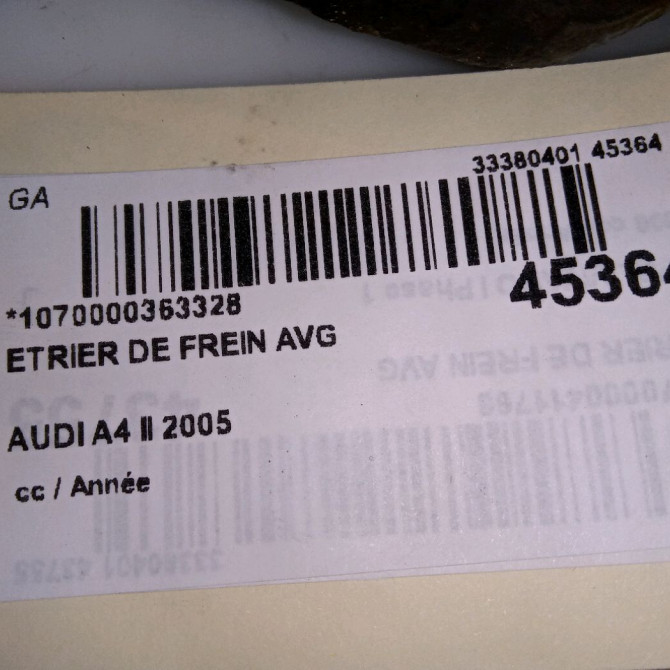 GA
33380401 45364
*1070000363328
45364
ETRIER DE FREIN AVG
AUDI A4 II 2005
cc / Année